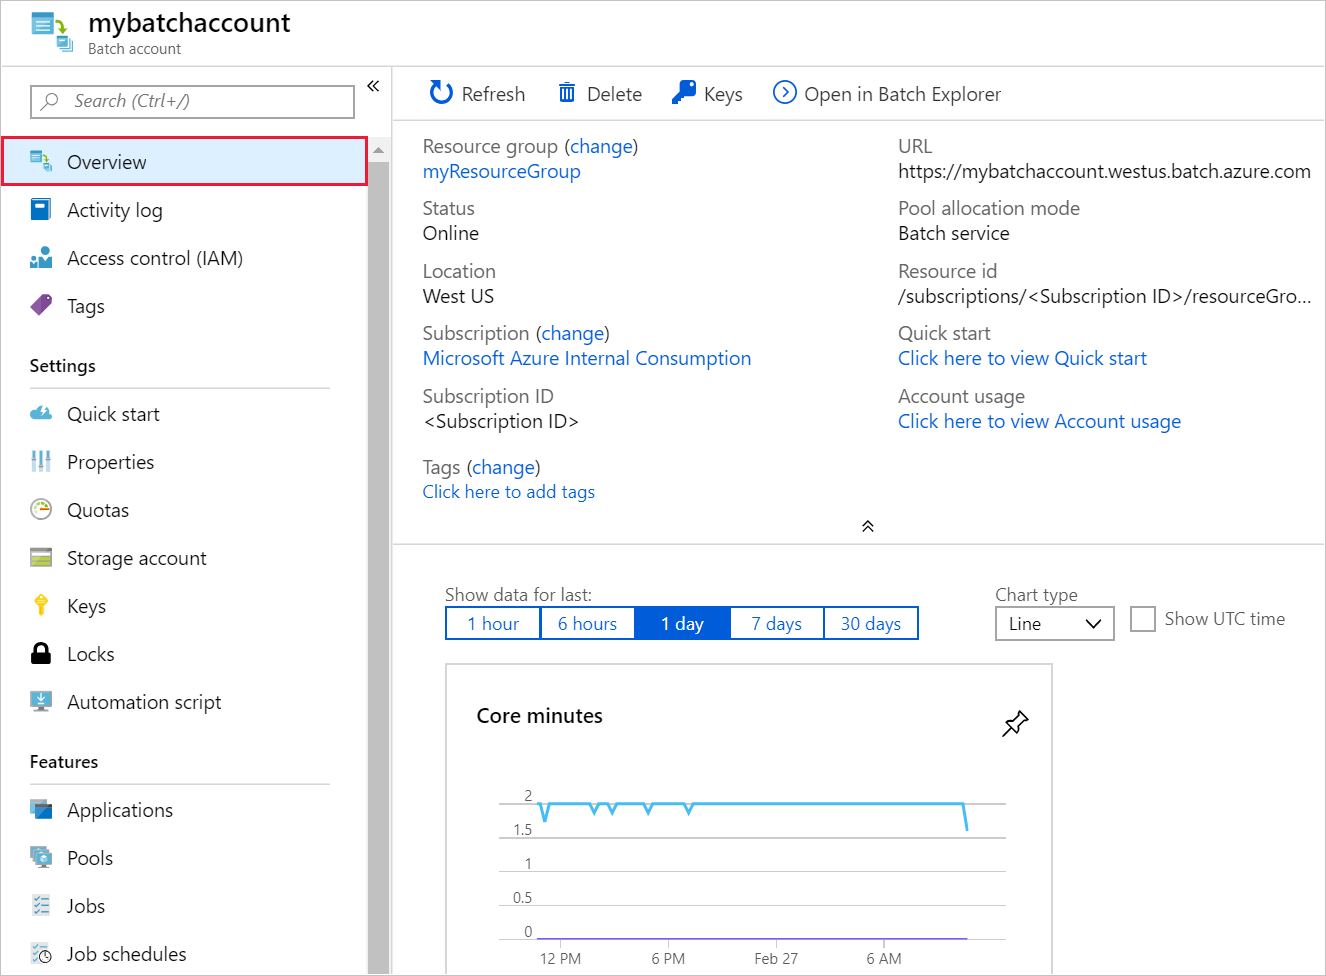 mybatchaccount
Batch account
Search (Ctrl+/)
Overview
Activity log
Access control (IAM)
Tags
Settings
Quick start
Properties
Quotas
Storage account
Keys
Locks
Automation script
Features
Applications
Pools
Jobs
Job schedules
Refresh
Delete
Keys
Open in Batch Explorer
Resource group (change)
myResourceGroup
Status
Online
Location
West US
Subscription (change)
Microsoft Azure Internal Consumption
Subscription ID
<Subscription ID>
Tags (change)
Click here to add tags
URL
https://mybatchaccount.westus.batch.azure.com
Pool allocation mode
Batch service
Resource id
/subscriptions/<Subscription ID>/resourceGro...
Quick start
Click here to view Quick start
Account usage
Click here to view Account usage
Show data for last:
1 hour
6 hours
1 day
7 days
30 days
Chart type
Line
Show UTC time
Core minutes
2
1.5
1
0.5
0
12 PM
6 PM
Feb 27
6 AM